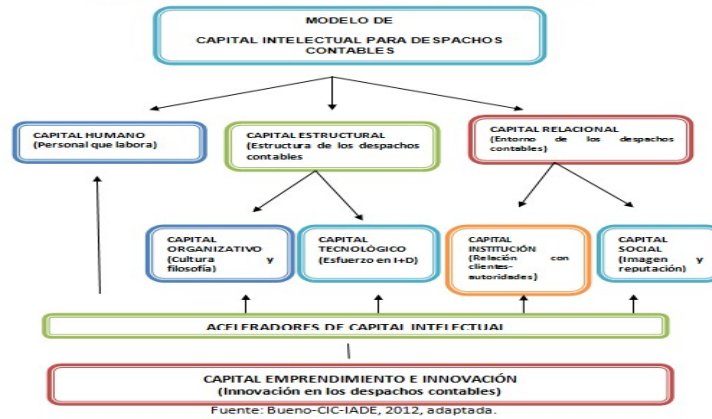 MODELO DE
CAPITAL INTELECTUAL PARA DESPACHOS
CONTABLES
CAPITAL HUMANO
(Personal que labora)
CAPITAL ESTRUCTURAL
(Estructura de los despachos
contables
CAPITAL RELACIONAL
(Entorno de los despachos
contables)
CAPITAL
ORGANIZATIVO
(Cultura y
filosofía)
CAPITAL
TECNOLÓGICO
(Esfuerzo en I+D)
CAPITAL
INSTITUCIÓN
(Relación con
clientes-
autoridades)
CAPITAL
SOCIAL
(Imagen y
reputación)
ACELERADORES DE CAPITAL INTELECTUAL
CAPITAL EMPRENDIMIENTO E INNOVACIÓN
(Innovación en los despachos contables)
Fuente: Bueno-CIC-IADE, 2012, adaptada.